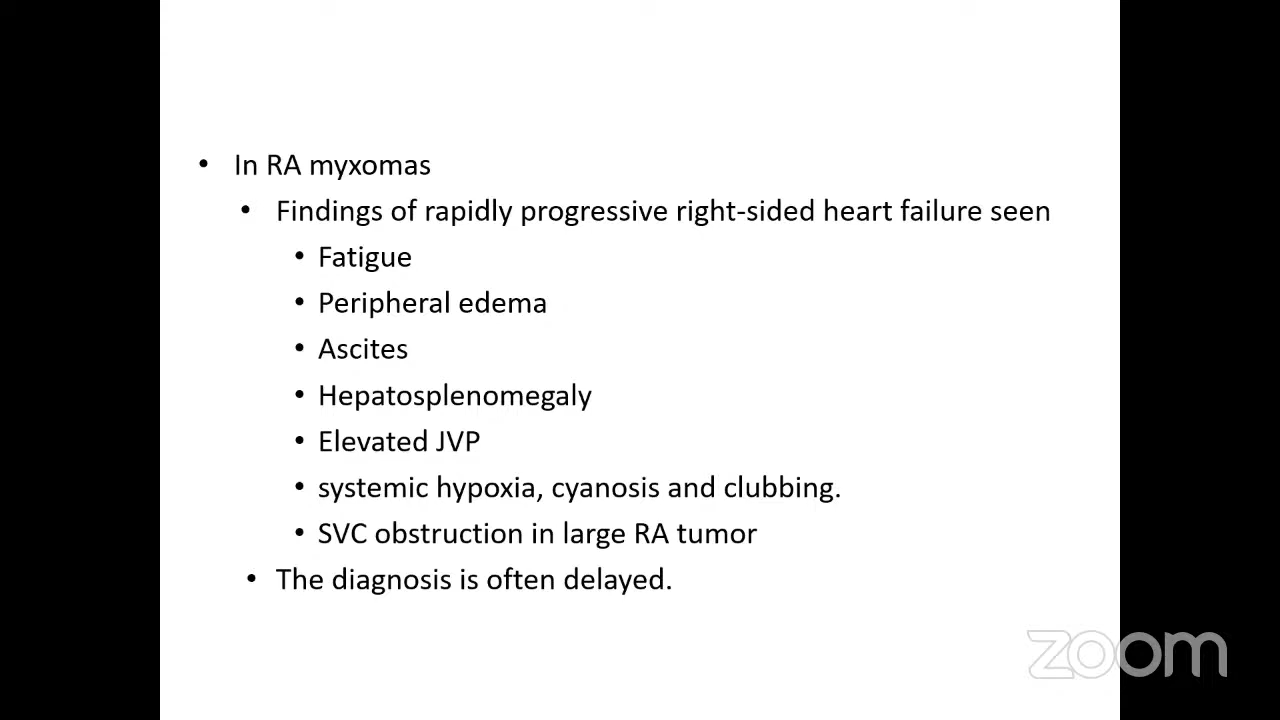 • In RA myxomas
• Findings of rapidly progressive right-sided heart failure seen
• Fatigue
• Peripheral edema
• Ascites
• Hepatosplenomegaly
• Elevated JVP
• systemic hypoxia, cyanosis and clubbing.
• SVC obstruction in large RA tumor
• The diagnosis is often delayed.
zoom